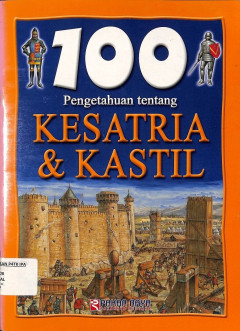 100
Pengetahuan tentang
KESATRIA
& KASTIL